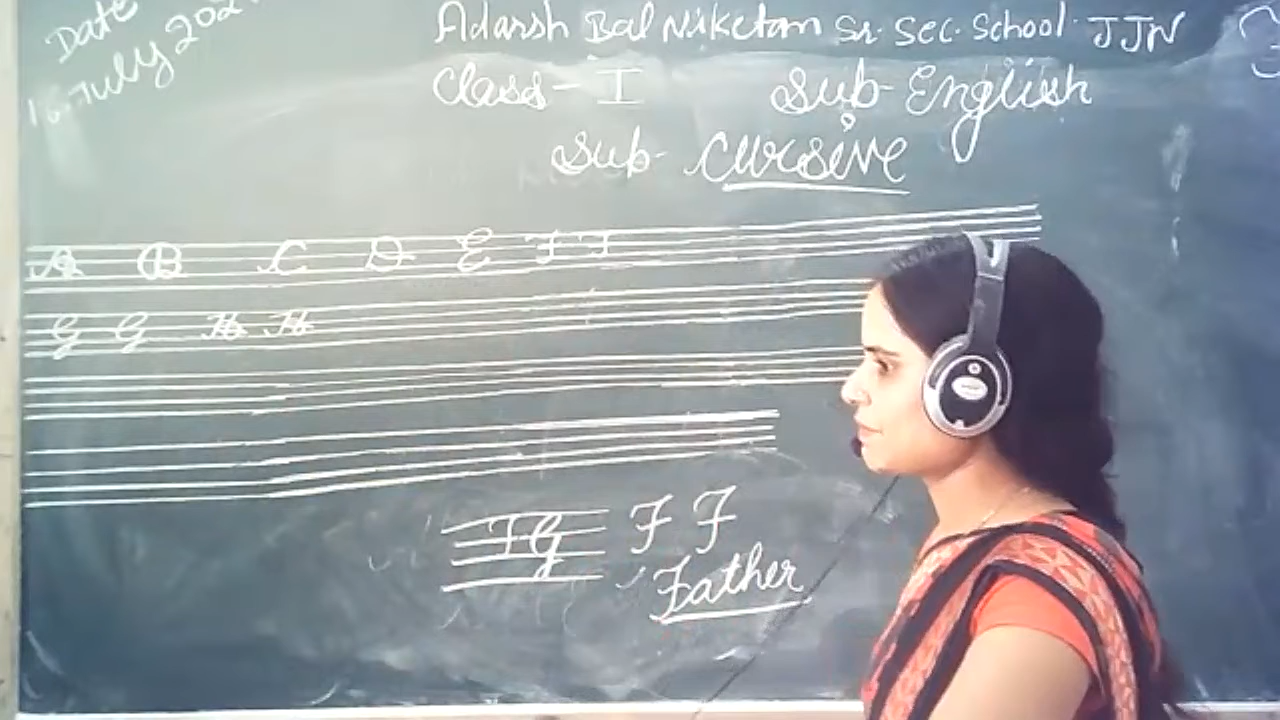 Date
16 July 202
Adarsh Bal Niketan Sr. Sec. School JJN
Class - I Sub- English
Sub- Cursive
A B C D E F F
G G H H
F G F F
Father